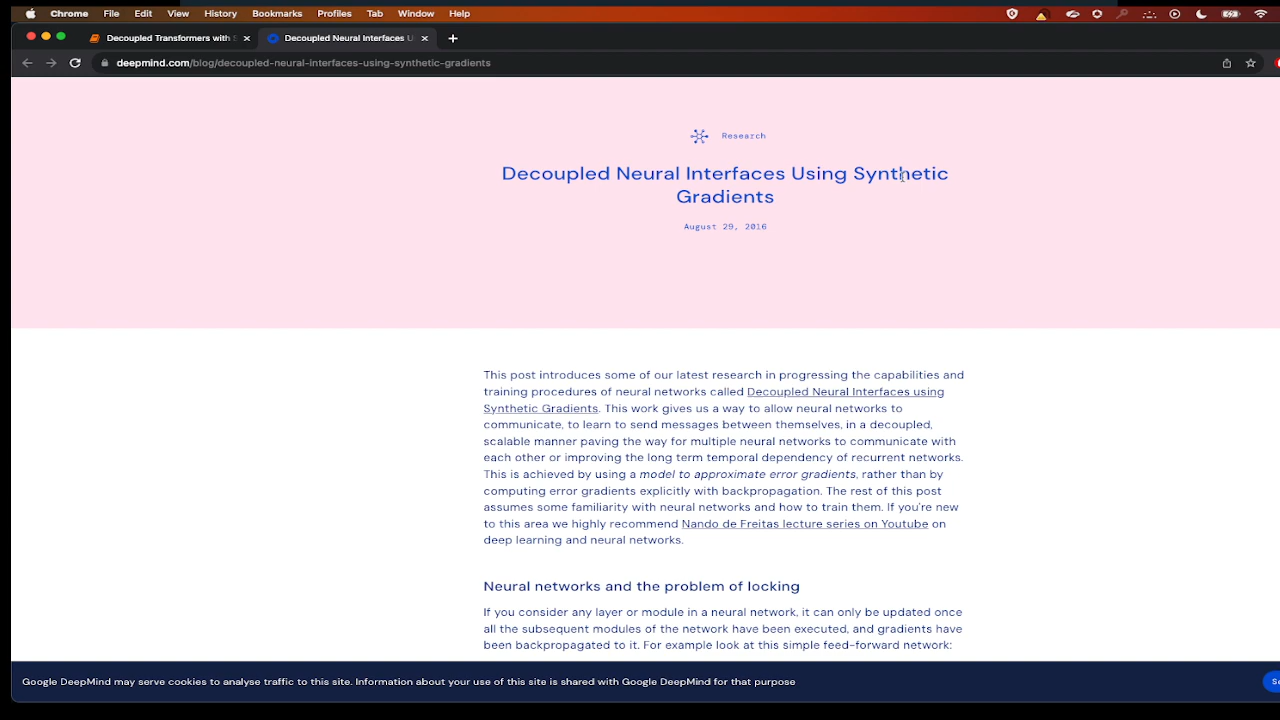 Chrome File Edit View History Bookmarks Profiles Tab Window Help
Decoupled Transformers with Decoupled Neural Interfaces U
deepmind.com/blog/decoupled-neural-interfaces-using-synthetic-gradients
Research
Decoupled Neural Interfaces Using Synthetic
Gradients
August 29, 2016
This post introduces some of our latest research in progressing the capabilities and
training procedures of neural networks called Decoupled Neural Interfaces using
Synthetic Gradients. This work gives us a way to allow neural networks to
communicate, to learn to send messages between themselves, in a decoupled,
scalable manner paving the way for multiple neural networks to communicate with
each other or improving the long term temporal dependency of recurrent networks.
This is achieved by using a model to approximate error gradients, rather than by
computing error gradients explicitly with backpropagation. The rest of this post
assumes some familiarity with neural networks and how to train them. If you're new
to this area we highly recommend Nando de Freitas lecture series on Youtube on
deep learning and neural networks.
Neural networks and the problem of locking
If you consider any layer or module in a neural network, it can only be updated once
all the subsequent modules of the network have been executed, and gradients have
been backpropagated to it. For example look at this simple feed-forward network:
Google DeepMind may serve cookies to analyse traffic to this site. Information about your use of this site is shared with Google DeepMind for that purpose